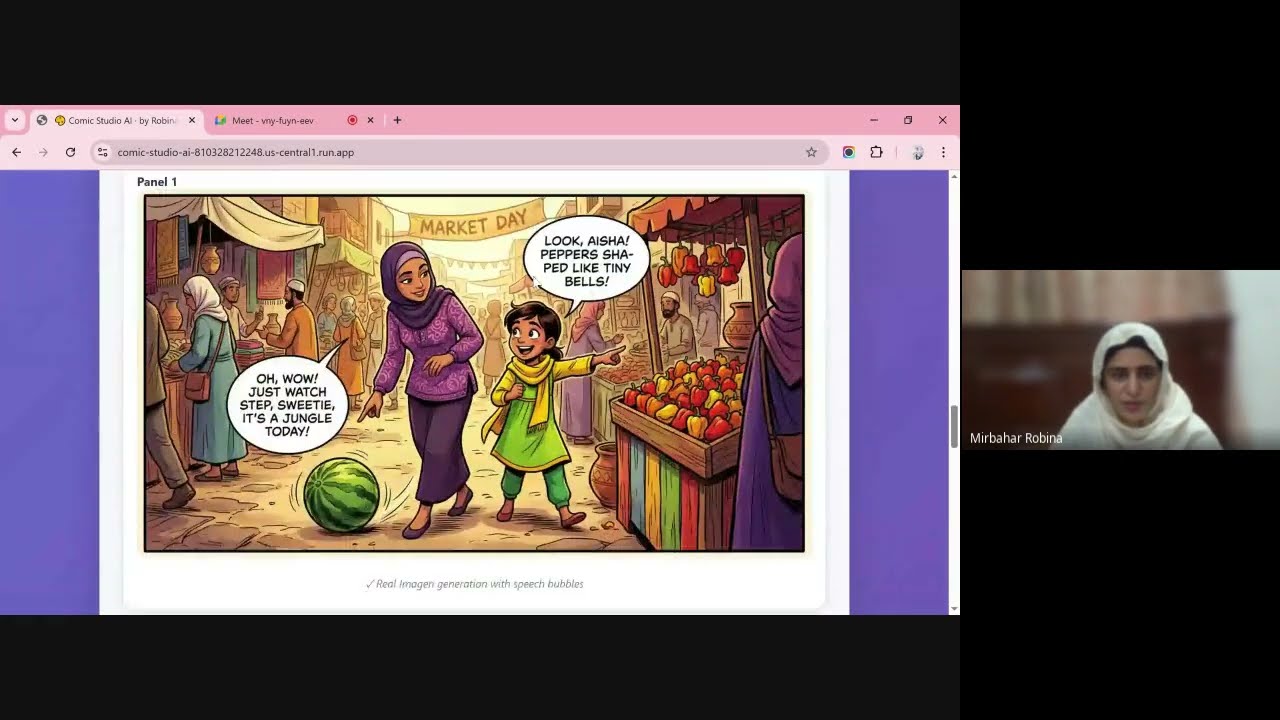 Comic Studio AI - by Robin
Meet - vny-fuyn-eev
comic-studio-ai-810328212248.us-central1.run.app
Panel 1
MARKET DAY
LOOK, AISHA!
PEPPERS SHA-
PED LIKE TINY
BELLS!
OH, WOW!
JUST WATCH
STEP, SWEETIE,
IT'S A JUNGLE
TODAY!
✓ Real Imagen generation with speech bubbles
Mirbahar Robina